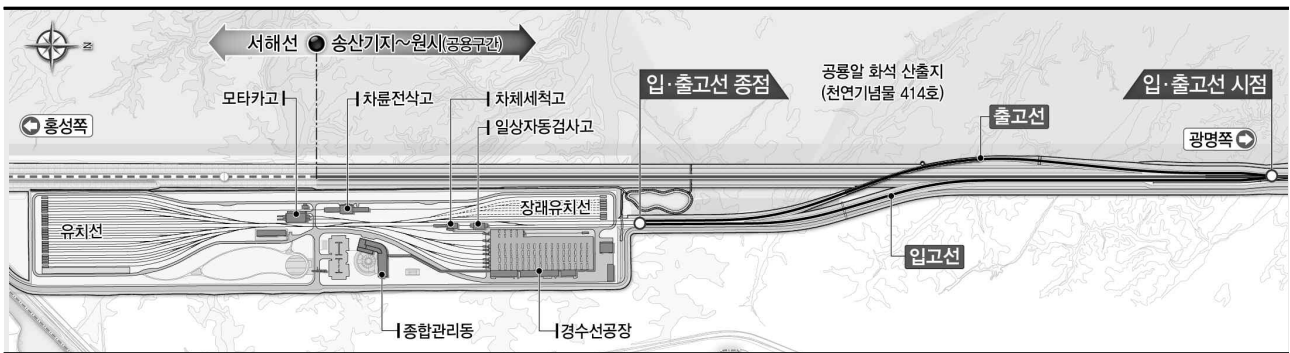 서해선 ● 송산기지~원시(공용구간)
N
모타카고
차륜전삭고
차체세척고
일상자동검사고
입·출고선 종점
공룡알 화석 산출지
(천연기념물 414호)
입·출고선 시점
출고선
홍성쪽
광명쪽
유치선
장래유치선
입고선
종합관리동
경수선공장